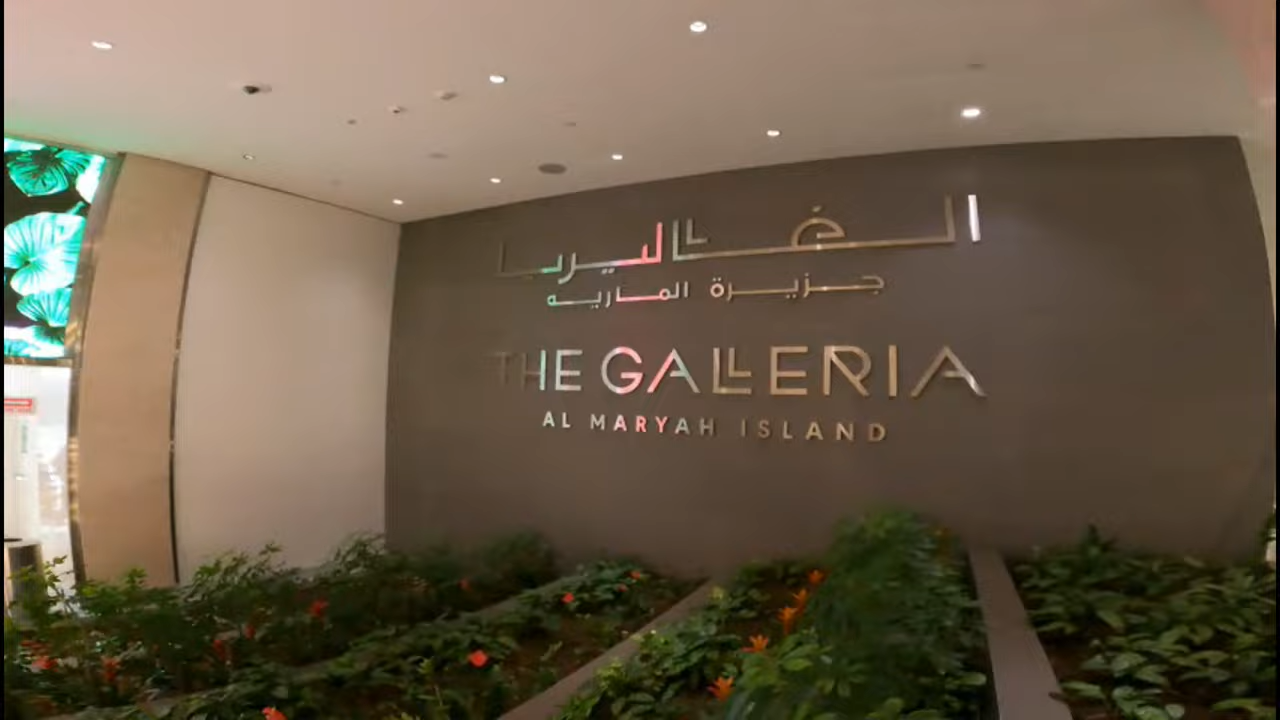 الغاليريا
جزيرة الماريه
THE GALLERIA
AL MARYAH ISLAND